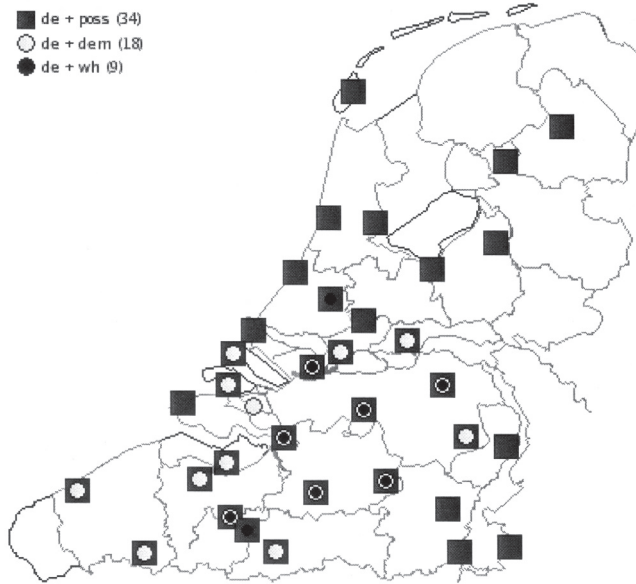 de + poss (34)
de + dem (18)
de + wh (9)